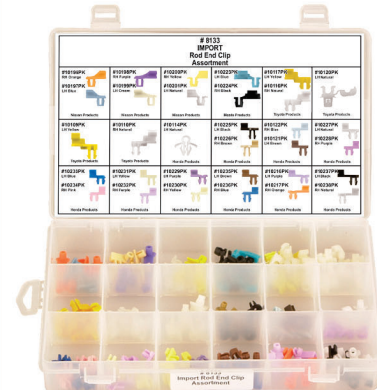 # 8133
IMPORT
Rod End Clip
Assortment
#10196PK
RH Orange
#10197PK
LH Blue
Nissan Products
#10198PK
RH Purple
#10199PK
LH Cream
Nissan Products
#10200PK
RH Yellow
#10201PK
LH Natural
Nissan Products
#10223PK
LH Blue
#10224PK
RH Black
Honda Products
#10117PK
LH Yellow
#10118PK
RH Natural
Toyota Products
#10120PK
LH Natural
Toyota Products
#10109PK
LH Yellow
Toyota Products
#10110PK
RH Natural
Toyota Products
#10114PK
LH Natural
Honda Products
#10225PK
LH Black
#10226PK
RH Brown
Honda Products
#10122PK
RH Blue
#10121PK
LH Brown
Honda Products
#10227PK
LH Natural
#10228PK
RH Purple
Honda Products
#10233PK
LH Blue
#10234PK
RH Pink
Honda Products
#10231PK
LH Yellow
#10232PK
RH Purple
Honda Products
#10229PK
LH Purple
#10230PK
RH Yellow
Honda Products
#10235PK
LH Brown
#10236PK
RH Blue
Honda Products
#10216PK
LH Purple
#10217PK
RH Orange
Honda Products
#10237PK
LH Black
#10238PK
RH Natural
Honda Products
# 8133
Import Rod End Clip
Assortment